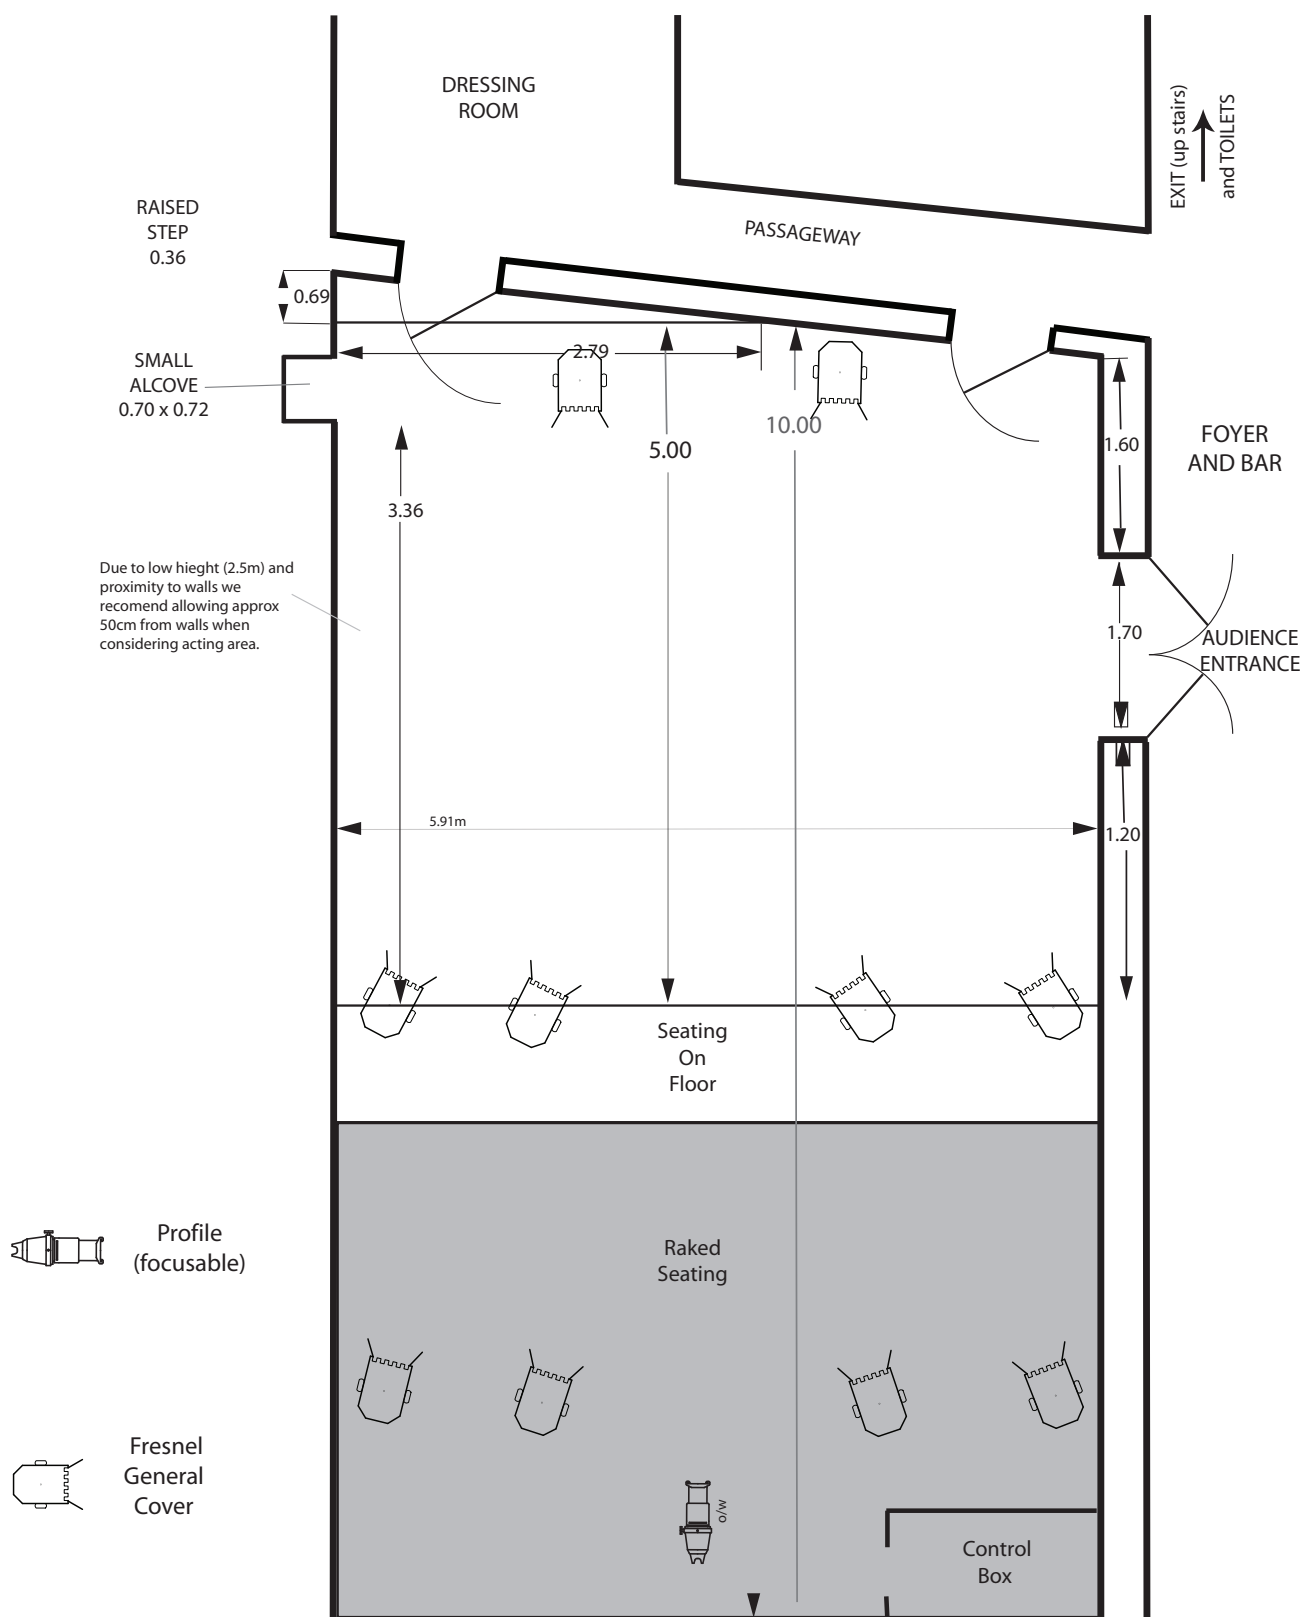 DRESSING
ROOM
EXIT (up stairs)
and TOILETS
RAISED
STEP
0.36
PASSAGEWAY
0.69
2.79
SMALL
ALCOVE
0.70 x 0.72
10.00
5.00
1.60
FOYER
AND BAR
3.36
Due to low hieght (2.5m) and
proximity to walls we
recomend allowing approx
50cm from walls when
considering acting area.
1.70
AUDIENCE
ENTRANCE
5.91m
1.20
Seating
On
Floor
Profile
(focusable)
Raked
Seating
Fresnel
General
Cover
o/w
Control
Box